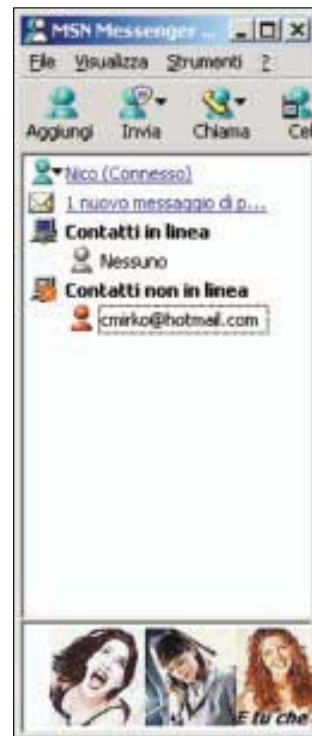 MSN Messenger ...
File Visualizza Strumenti ?
Aggiungi Invia Chiama Cel
Nico (Connesso)
1 nuovo messaggio di p...
Contatti in linea
Nessuno
Contatti non in linea
cmirko@hotmail.com
E tu che